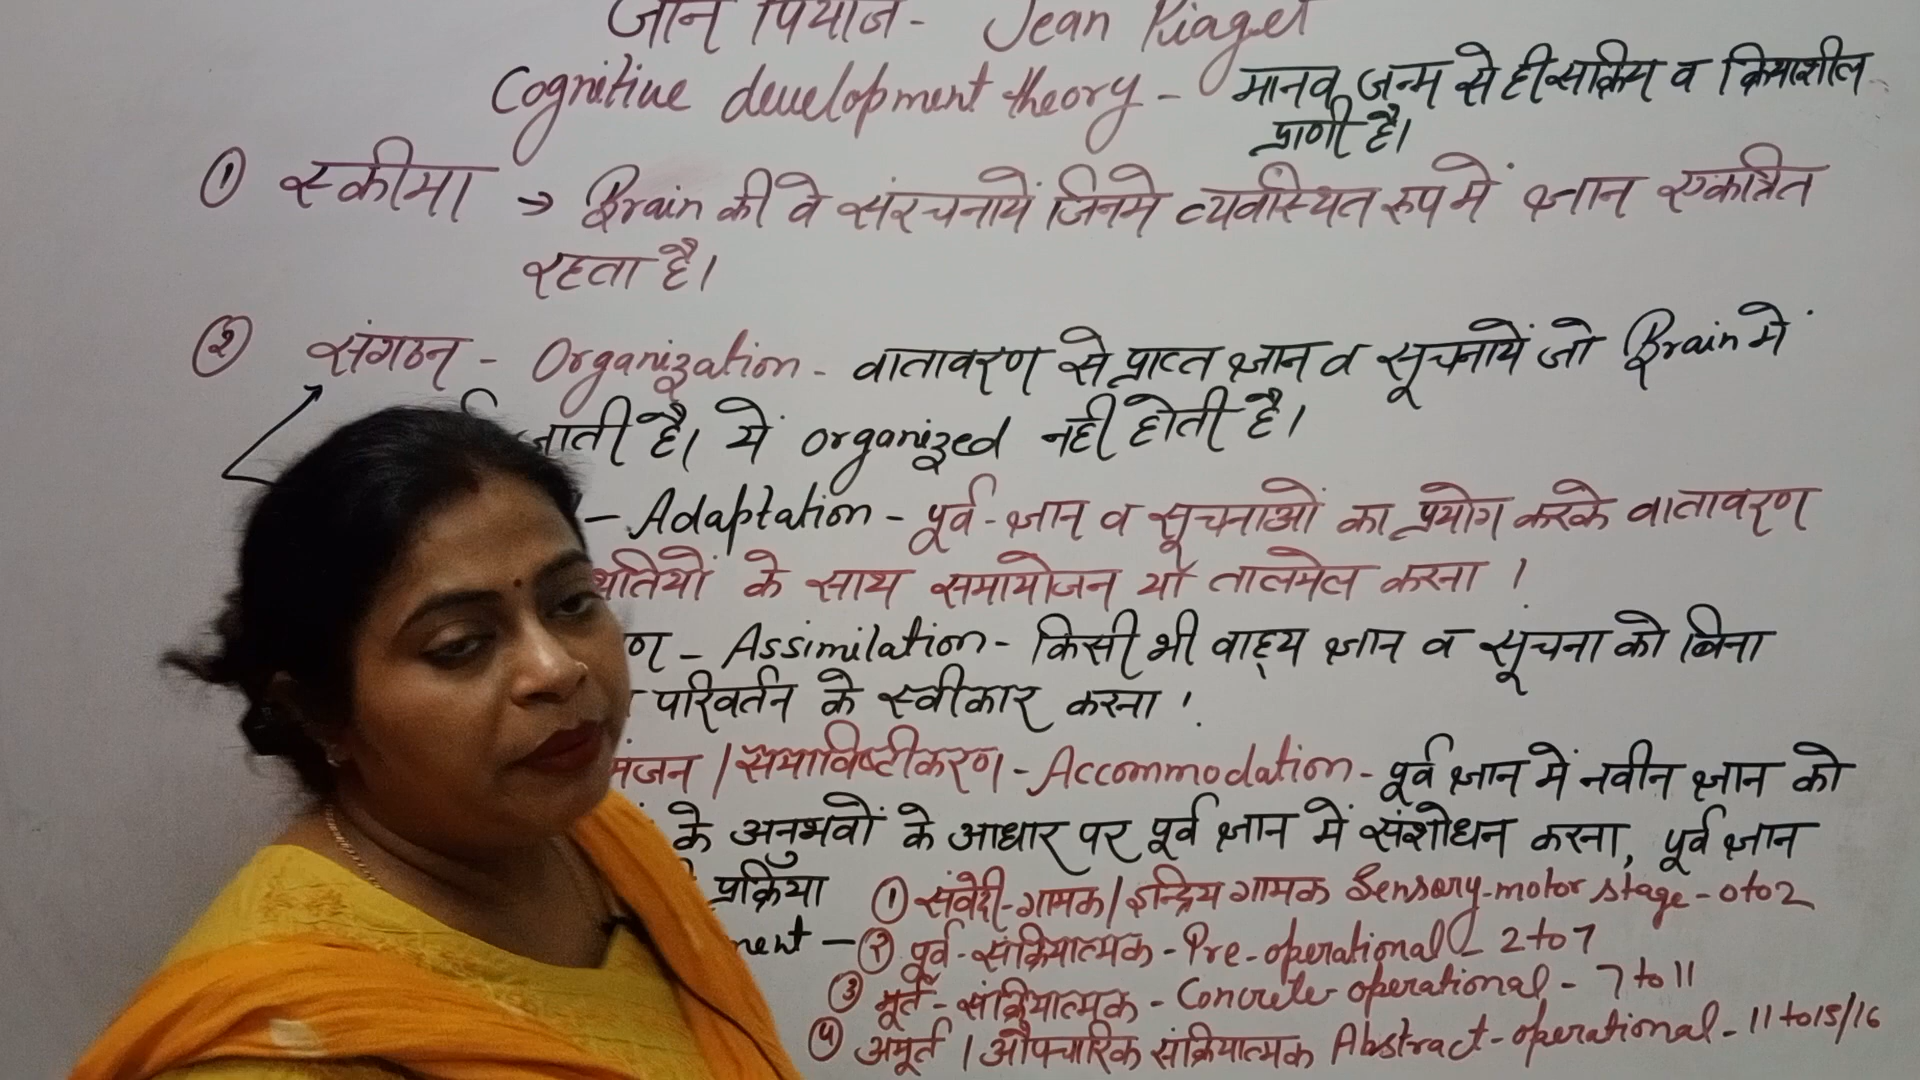 जीन पियाजे - Jean Piaget
Cognitive development theory - मानव जन्म से ही सक्रिय व क्रियाशील
प्राणी है।
① स्कीमा → Brain की वे संरचनायें जिनमे व्यवस्थित रुप में ज्ञान एकत्रित
रहता है।
② संगठन - Organization - वातावरण से प्राप्त ज्ञान व सूचनायें जो Brain में
जाती है। ये organized नही होती है।
- Adaptation - पूर्व-ज्ञान व सूचनाओं का प्रयोग करके वातावरण
के साथ समायोजन या तालमेल करना।
- Assimilation - किसी भी वाह्य ज्ञान व सूचना को बिना
परिवर्तन के स्वीकार करना।
/ समाविष्टीकरण - Accommodation - पूर्व ज्ञान में नवीन ज्ञान को
के अनुभवों के आधार पर पूर्व ज्ञान में संशोधन करना, पूर्व ज्ञान
प्रक्रिया ① संवेदी-गामक / इन्द्रिय गामक Sensory-motor stage - 0 to 2
- ② पूर्व-संक्रियात्मक - Pre-operational - 2 to 7
③ मूर्त-संक्रियात्मक - Concrete operational - 7 to 11
④ अमूर्त / औपचारिक संक्रियात्मक Abstract-operational - 11 to 15/16